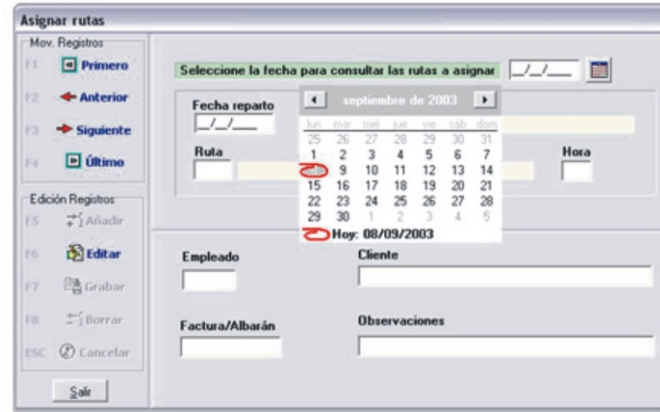 Asignar rutas
Mov. Registros
F1 Primero
F2 Anterior
F3 Siguiente
F4 Último
Edición Registros
F5 Añadir
F6 Editar
F7 Grabar
F8 Borrar
ESC Cancelar
Salir
Seleccione la fecha para consultar las rutas a asignar _/_/__
Fecha reparto
_/_/__
Ruta
Hora
septiembre de 2003
lun mar mié jue vie sáb dom
25 26 27 28 29 30 31
1 2 3 4 5 6 7
9 10 11 12 13 14
15 16 17 18 19 20 21
22 23 24 25 26 27 28
29 30 1 2 3 4 5
Hoy: 08/09/2003
Empleado
Cliente
Factura/Albarán
Observaciones